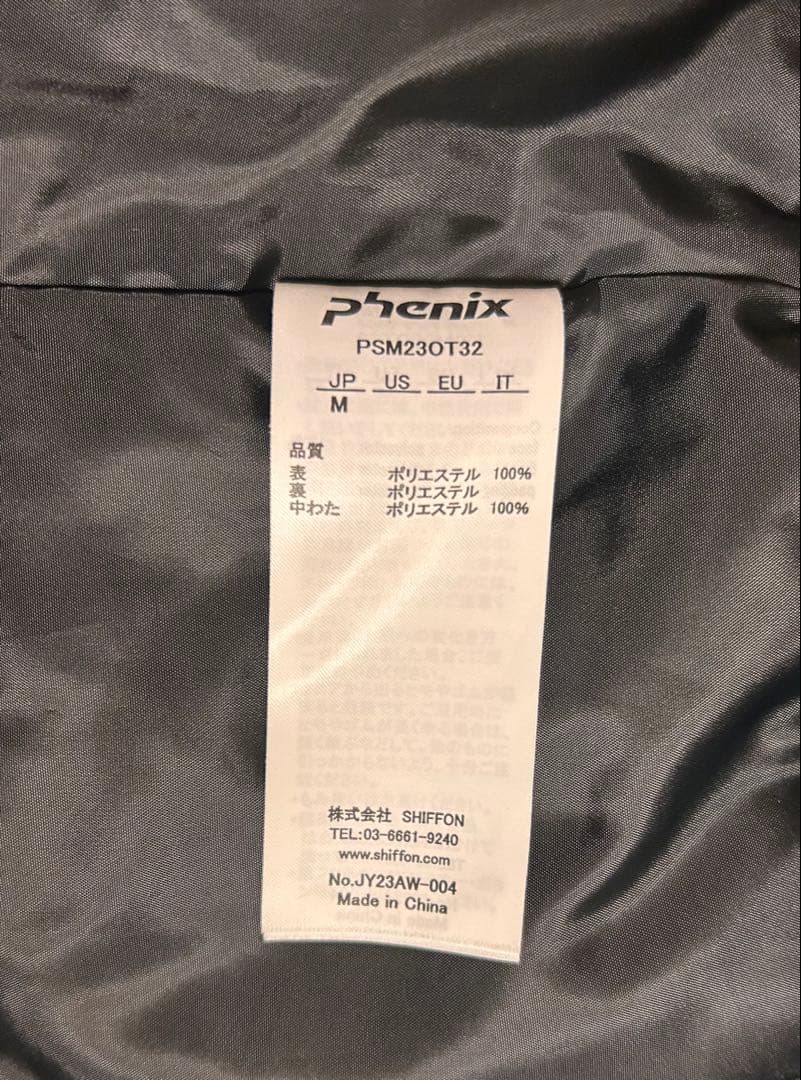 phenix
PSM23OT32
JP US EU IT
M
品質
表 ポリエステル 100%
裏 ポリエステル
中わた ポリエステル 100%
株式会社 SHIFFON
TEL:03-6661-9240
www.shiffon.com
No.JY23AW-004
Made in China